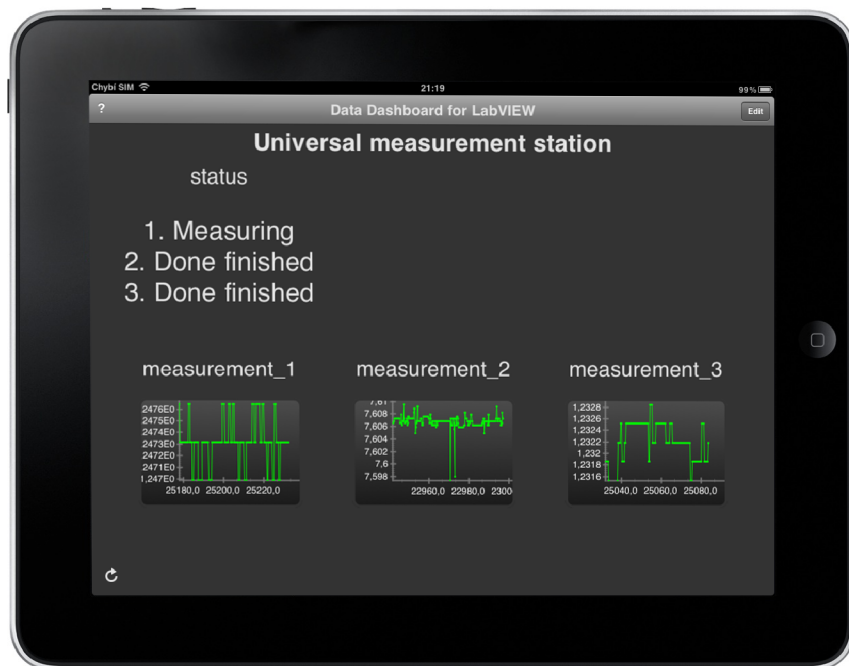 Chybí SIM 21:19 99%
? Data Dashboard for LabVIEW Edit
Universal measurement station
status
1. Measuring
2. Done finished
3. Done finished
measurement_1 measurement_2 measurement_3
2476E0
2475E0
2474E0
2473E0
2472E0
2471E0
1,247E0
25180,0 25200,0 25220,0
7,61
7,608
7,606
7,604
7,602
7,6
7,598
22960,0 22980,0 2300
1,2328
1,2326
1,2324
1,2322
1,232
1,2318
1,2316
25040,0 25060,0 25080,0